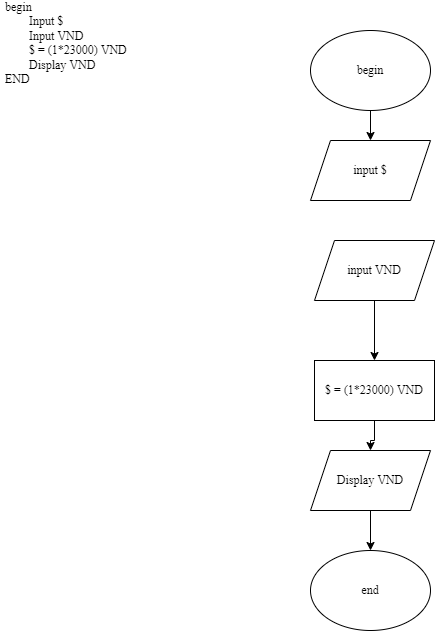 begin
Input $
Input VND
$ = (1*23000) VND
Display VND
END
begin
input $
input VND
$ = (1*23000) VND
Display VND
end